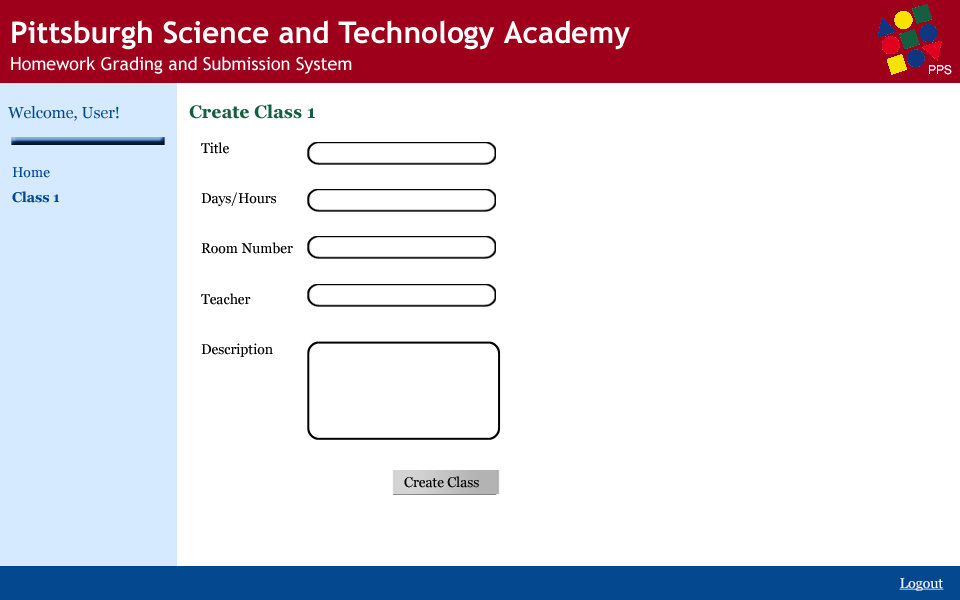 Pittsburgh Science and Technology Academy
Homework Grading and Submission System
PPS
Welcome, User!
Home
Class 1
Create Class 1
Title
Days/Hours
Room Number
Teacher
Description
Create Class
Logout